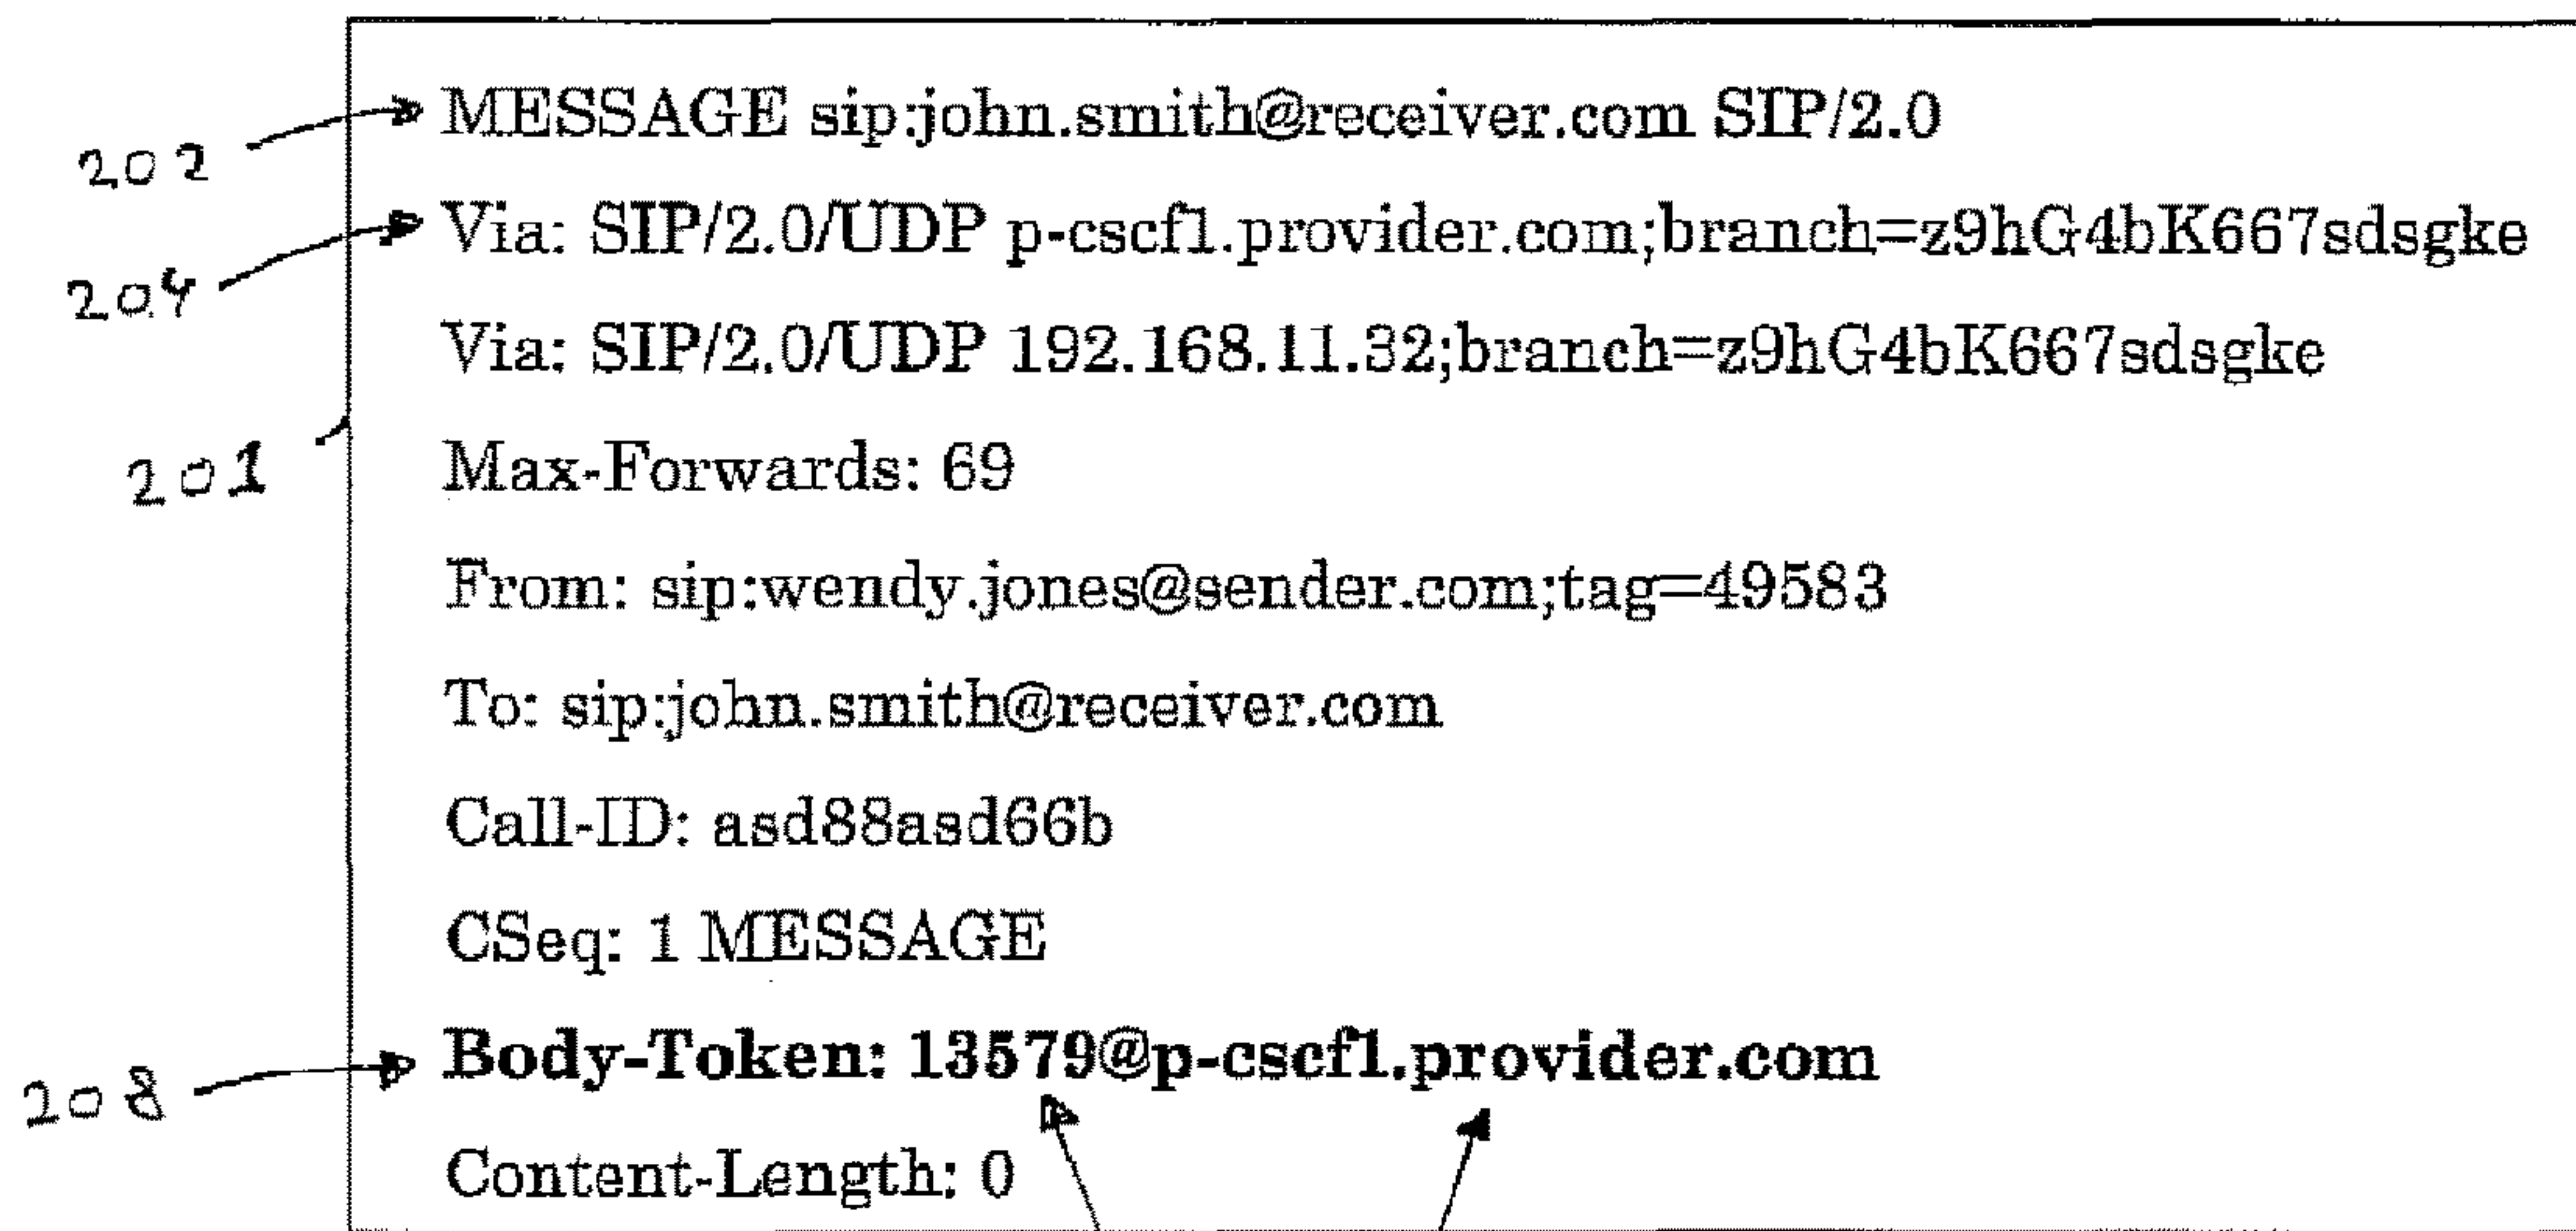 202
MESSAGE sip:john.smith@receiver.com SIP/2.0
204
Via: SIP/2.0/UDP p-cscf1.provider.com;branch=z9hG4bK667sdsgke
Via: SIP/2.0/UDP 192.168.11.32;branch=z9hG4bK667sdsgke
201
Max-Forwards: 69
From: sip:wendy.jones@sender.com;tag=49583
To: sip:john.smith@receiver.com
Call-ID: asd88asd66b
CSeq: 1 MESSAGE
208
Body-Token: 13579@p-cscf1.provider.com
Content-Length: 0